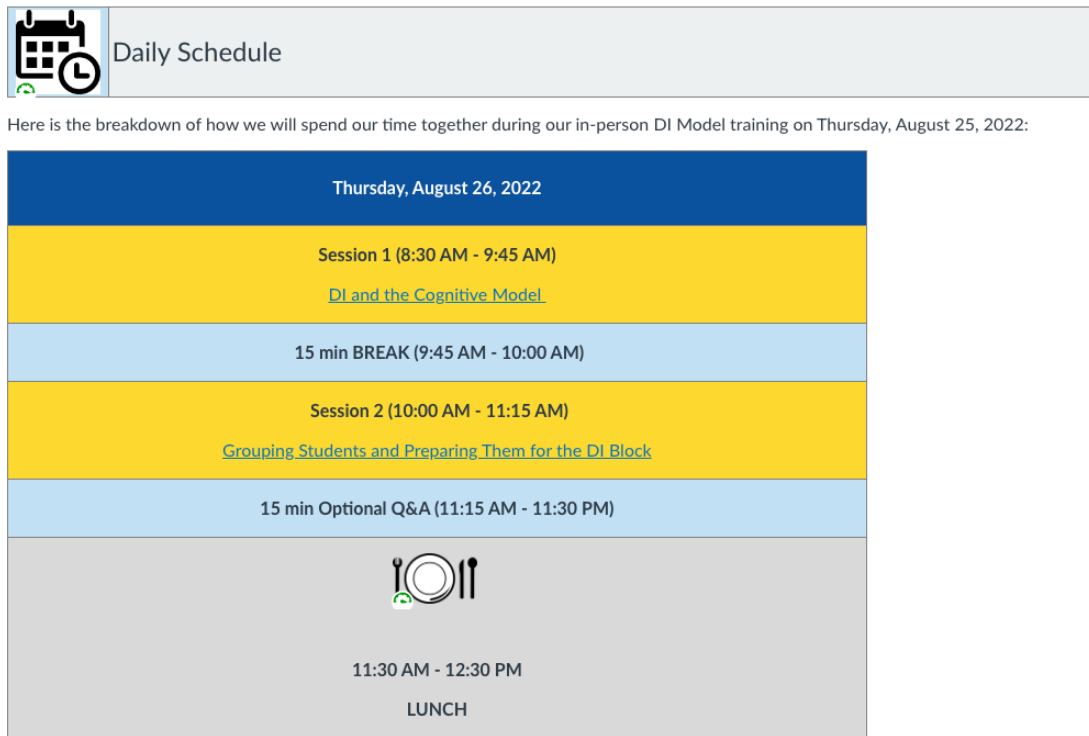 Daily Schedule
Here is the breakdown of how we will spend our time together during our in-person DI Model training on Thursday, August 25, 2022:
Thursday, August 26, 2022
Session 1 (8:30 AM - 9:45 AM)
DI and the Cognitive Model
15 min BREAK (9:45 AM - 10:00 AM)
Session 2 (10:00 AM - 11:15 AM)
Grouping Students and Preparing Them for the DI Block
15 min Optional Q&A (11:15 AM - 11:30 PM)
11:30 AM - 12:30 PM
LUNCH